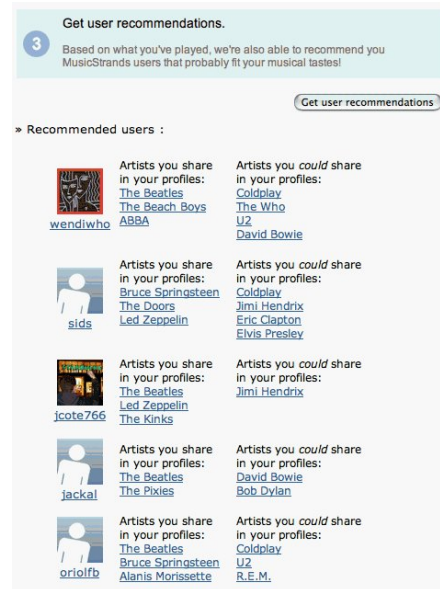 Get user recommendations.
3
Based on what you've played, we're also able to recommend you
MusicStrands users that probably fit your musical tastes!
Get user recommendations
» Recommended users :
wendiwho
Artists you share
in your profiles:
The Beatles
The Beach Boys
ABBA
Artists you could share
in your profiles:
Coldplay
The Who
U2
David Bowie
sids
Artists you share
in your profiles:
Bruce Springsteen
The Doors
Led Zeppelin
Artists you could share
in your profiles:
Coldplay
Jimi Hendrix
Eric Clapton
Elvis Presley
jcote766
Artists you share
in your profiles:
The Beatles
Led Zeppelin
The Kinks
Artists you could share
in your profiles:
Jimi Hendrix
jackal
Artists you share
in your profiles:
The Beatles
The Pixies
Artists you could share
in your profiles:
David Bowie
Bob Dylan
oriolfb
Artists you share
in your profiles:
The Beatles
Bruce Springsteen
Alanis Morissette
Artists you could share
in your profiles:
Coldplay
U2
R.E.M.